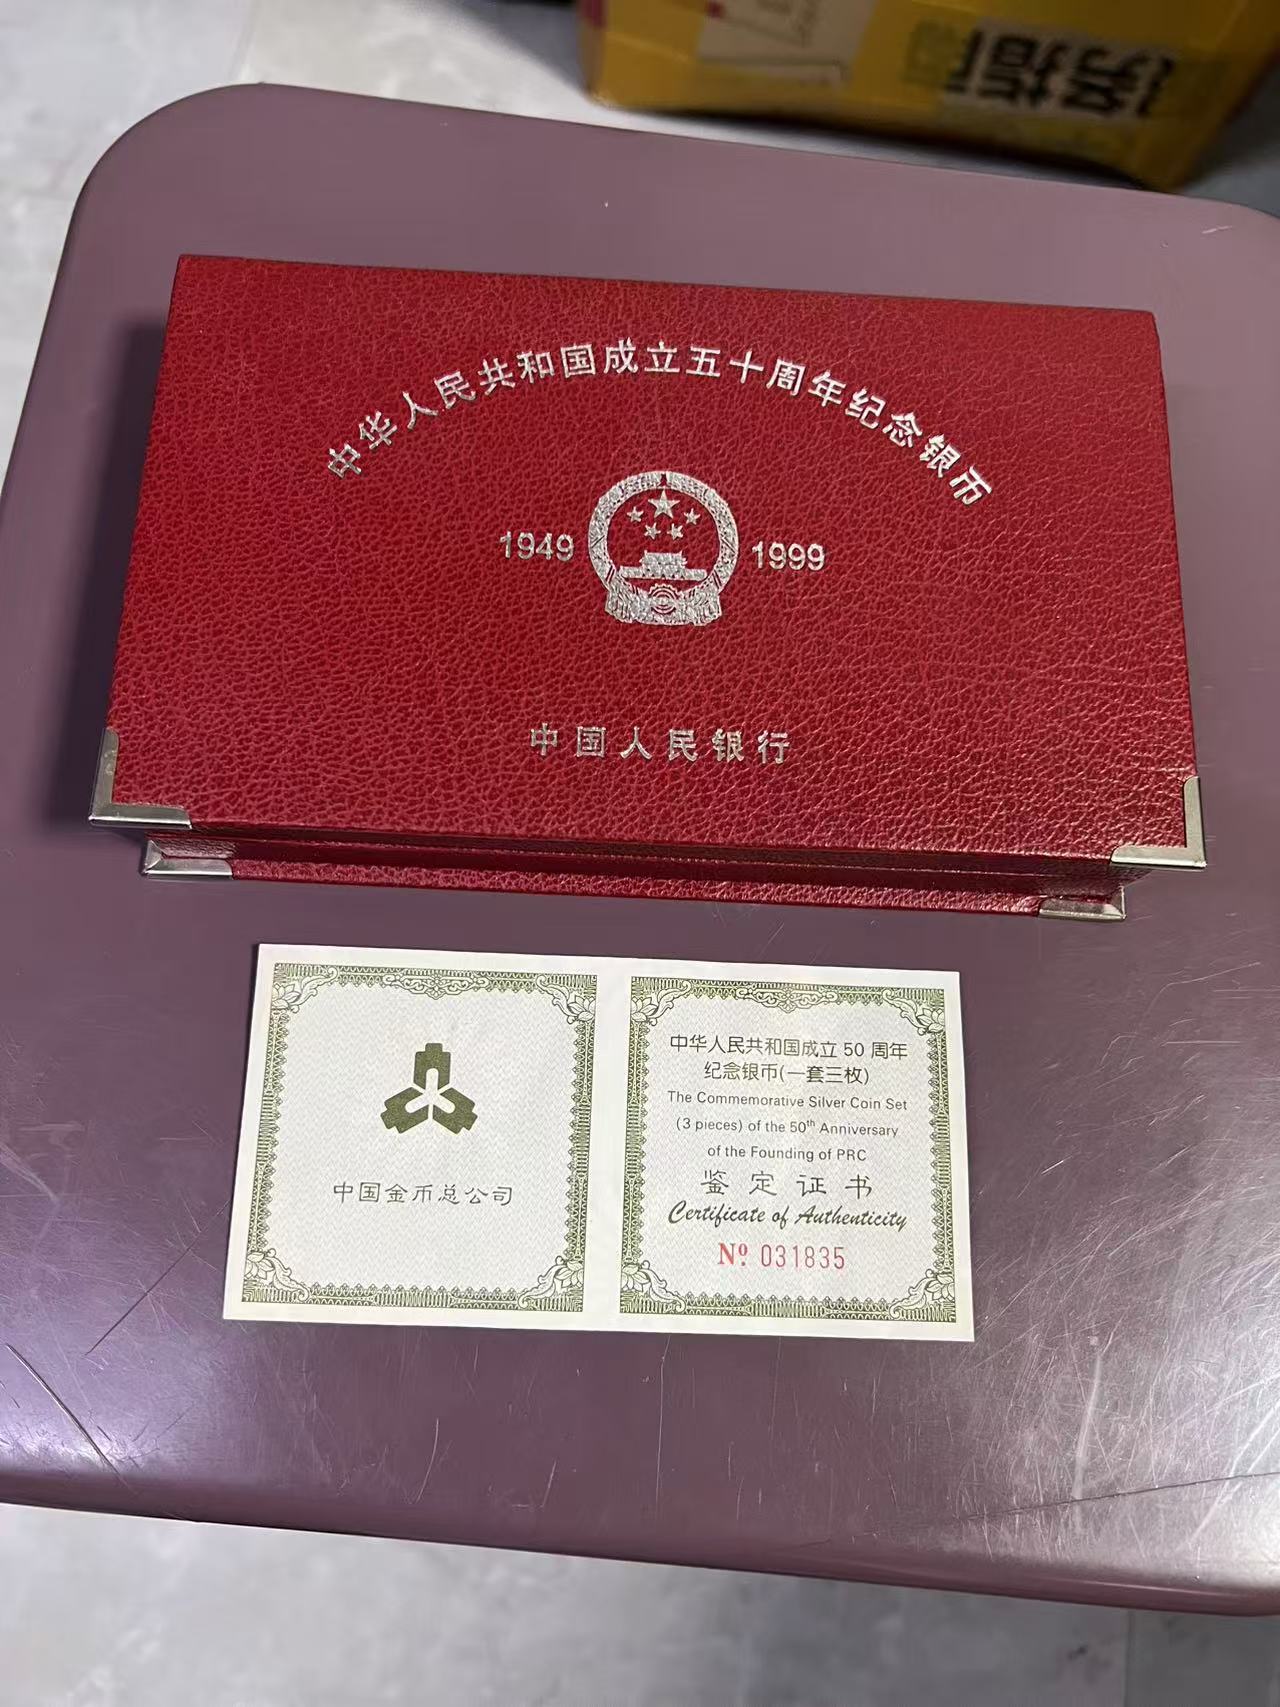 中华人民共和国成立五十周年纪念银币
1949 1999
中国人民银行
中国金币总公司
中华人民共和国成立 50 周年
纪念银币(一套三枚)
The Commemorative Silver Coin Set
(3 pieces) of the 50th Anniversary
of the Founding of PRC
鉴定证书
Certificate of Authenticity
Nº 031835